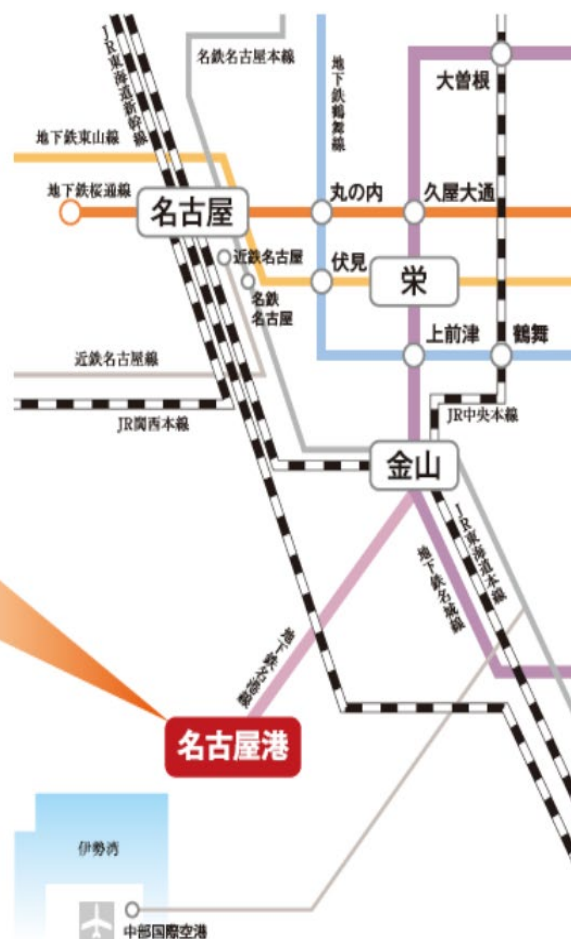 JR東海道新幹線
名鉄名古屋本線
地下鉄鶴舞線
大曽根
地下鉄東山線
地下鉄桜通線
名古屋
丸の内
久屋大通
近鉄名古屋
伏見
栄
名鉄
名古屋
上前津
鶴舞
近鉄名古屋線
JR関西本線
JR中央本線
金山
JR東海道本線
地下鉄名城線
地下鉄名港線
名古屋港
伊勢湾
中部国際空港